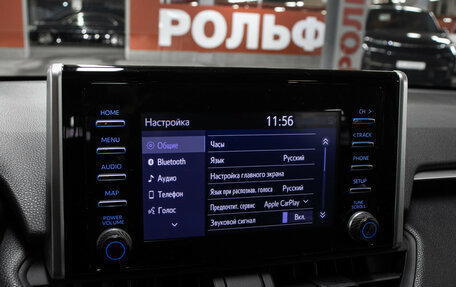 РОЛЬФ
РОЛЬФ
HOME
MENU
AUDIO
MAP
POWER
VOLUME
Настройка
11:56
Общие
Bluetooth
Аудио
Телефон
Голос
Часы
Язык Русский
Настройка главного экрана
Язык при распознав. голоса Русский
Предпочтит. сервис Apple CarPlay
Звуковой сигнал Вкл.
CH >
< TRACK
PHONE
SETUP
TUNE
SCROLL